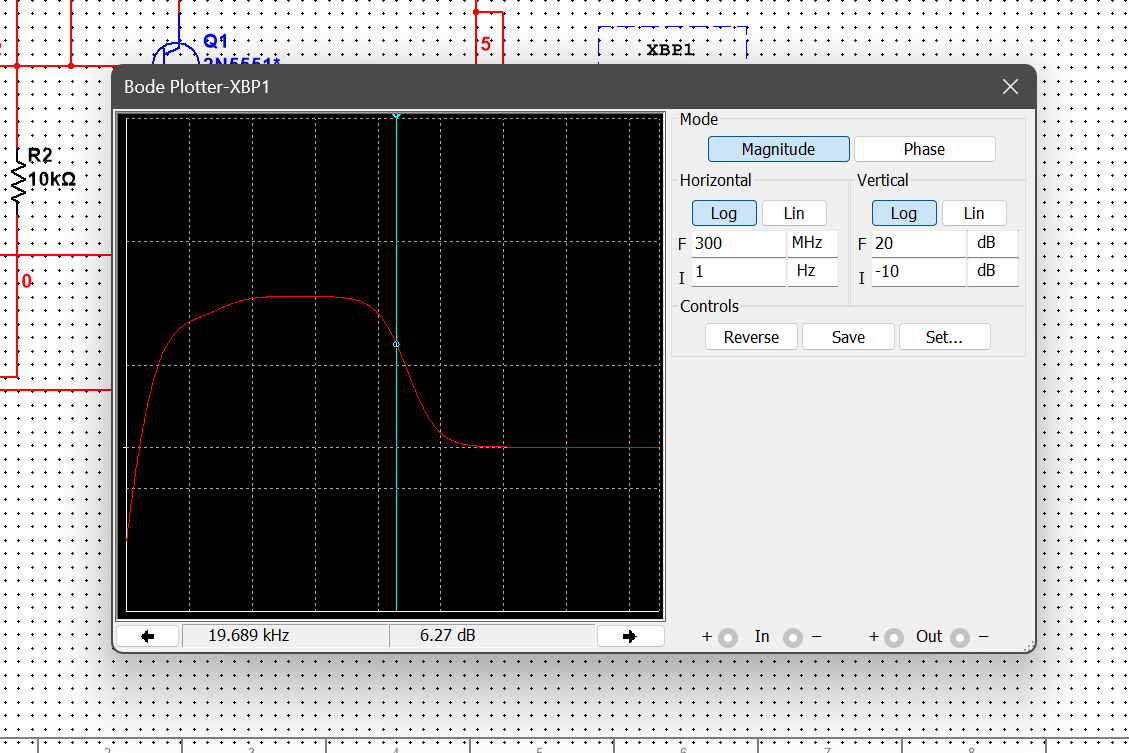 Q1
2N5551*
5
XBP1
Bode Plotter-XBP1
Mode
Magnitude Phase
Horizontal Vertical
Log Lin Log Lin
F 300 MHz F 20 dB
I 1 Hz I -10 dB
Controls
Reverse Save Set...
R2
10kΩ
0
19.689 kHz 6.27 dB
+ In − + Out −